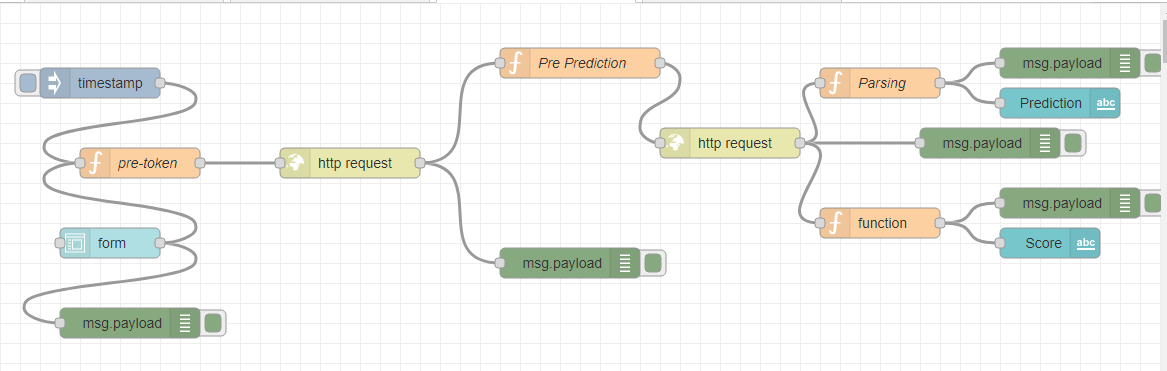 timestamp
pre-token
form
msg.payload
http request
Pre Prediction
msg.payload
http request
Parsing
msg.payload
Prediction
abc
msg.payload
function
msg.payload
Score
abc